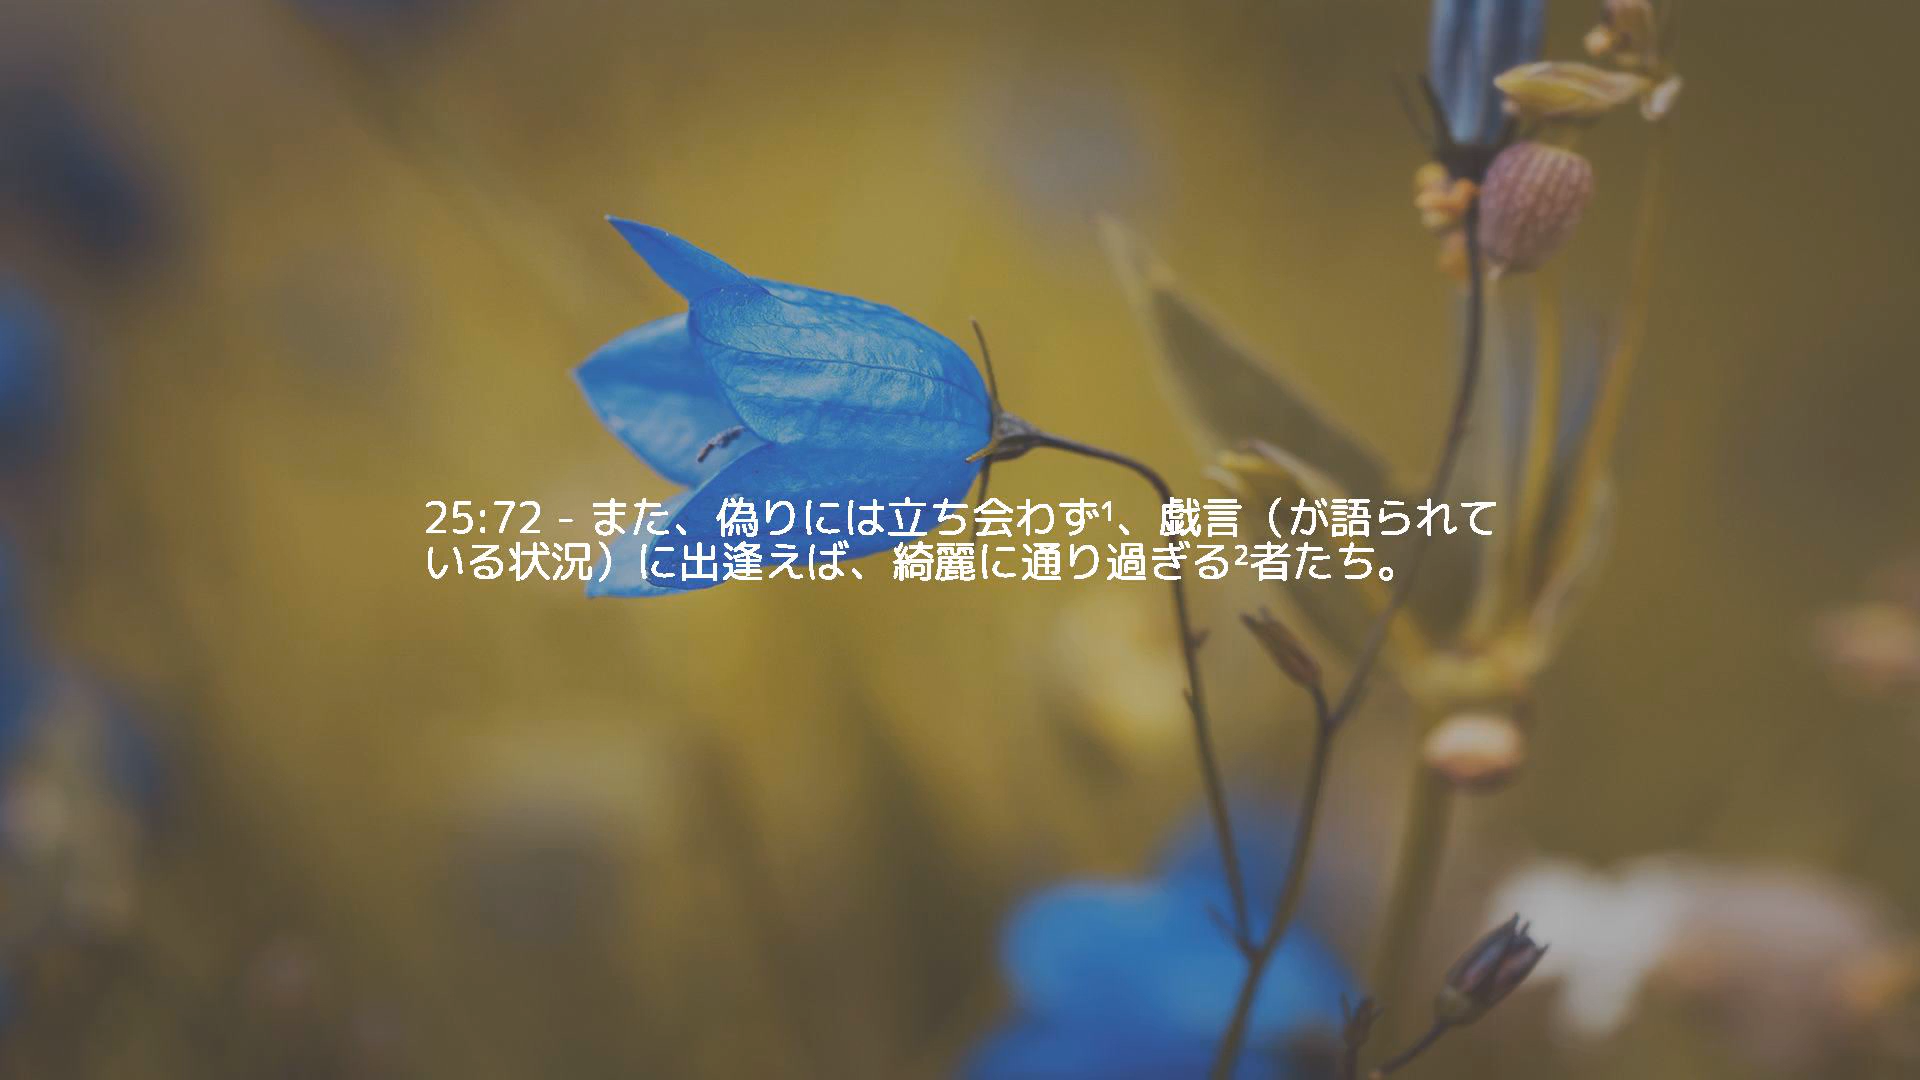 25:72 - また、偽りには立ち会わず¹、戯言（が語られて
いる状況）に出逢えば、綺麗に通り過ぎる²者たち。